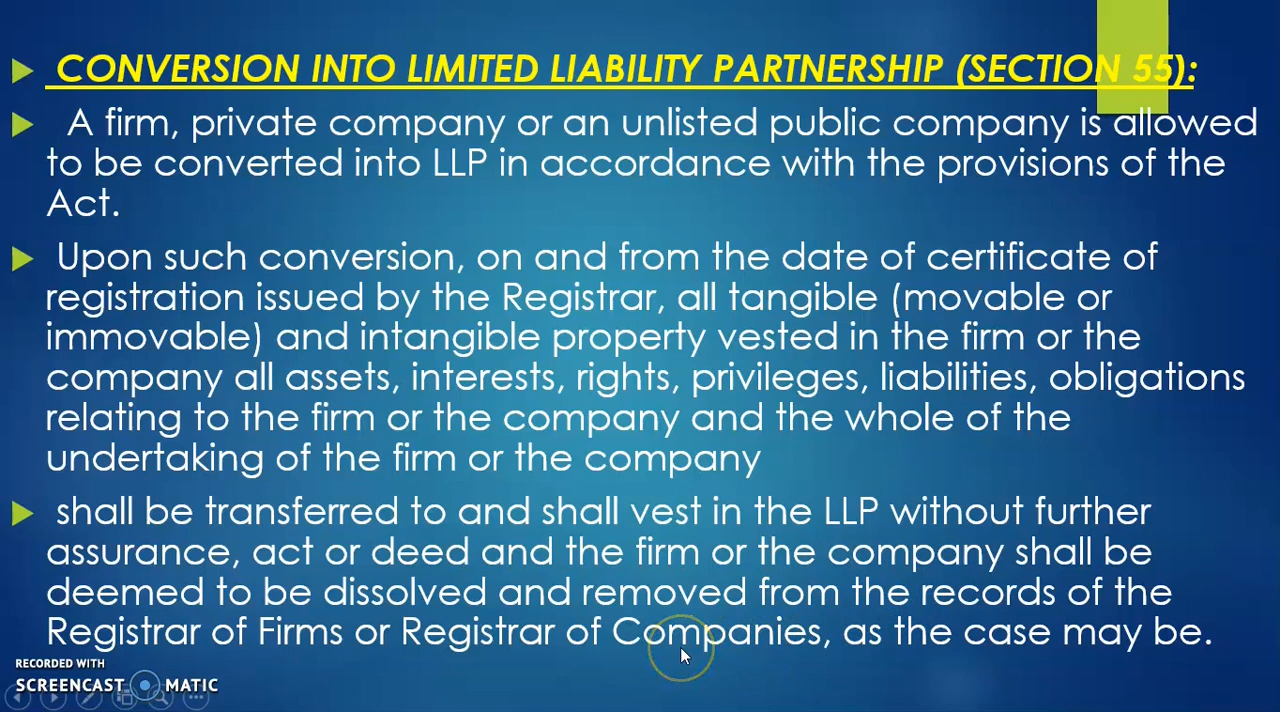 CONVERSION INTO LIMITED LIABILITY PARTNERSHIP (SECTION 55):
A firm, private company or an unlisted public company is allowed
to be converted into LLP in accordance with the provisions of the
Act.
Upon such conversion, on and from the date of certificate of
registration issued by the Registrar, all tangible (movable or
immovable) and intangible property vested in the firm or the
company all assets, interests, rights, privileges, liabilities, obligations
relating to the firm or the company and the whole of the
undertaking of the firm or the company
shall be transferred to and shall vest in the LLP without further
assurance, act or deed and the firm or the company shall be
deemed to be dissolved and removed from the records of the
Registrar of Firms or Registrar of Companies, as the case may be.
RECORDED WITH
SCREENCAST MATIC